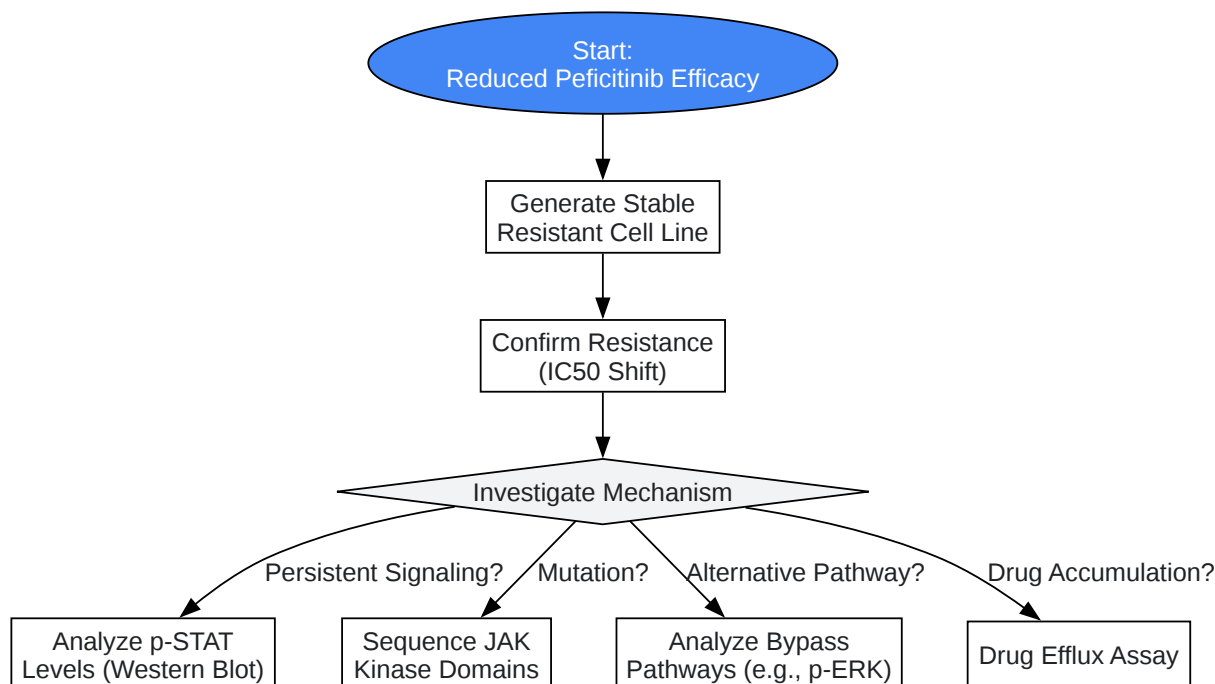 Start:
Reduced Peficitinib Efficacy
Generate Stable
Resistant Cell Line
Confirm Resistance
(IC50 Shift)
Investigate Mechanism
Persistent Signaling?
Mutation?
Alternative Pathway?
Drug Accumulation?
Analyze p-STAT
Levels (Western Blot)
Sequence JAK
Kinase Domains
Analyze Bypass
Pathways (e.g., p-ERK)
Drug Efflux Assay